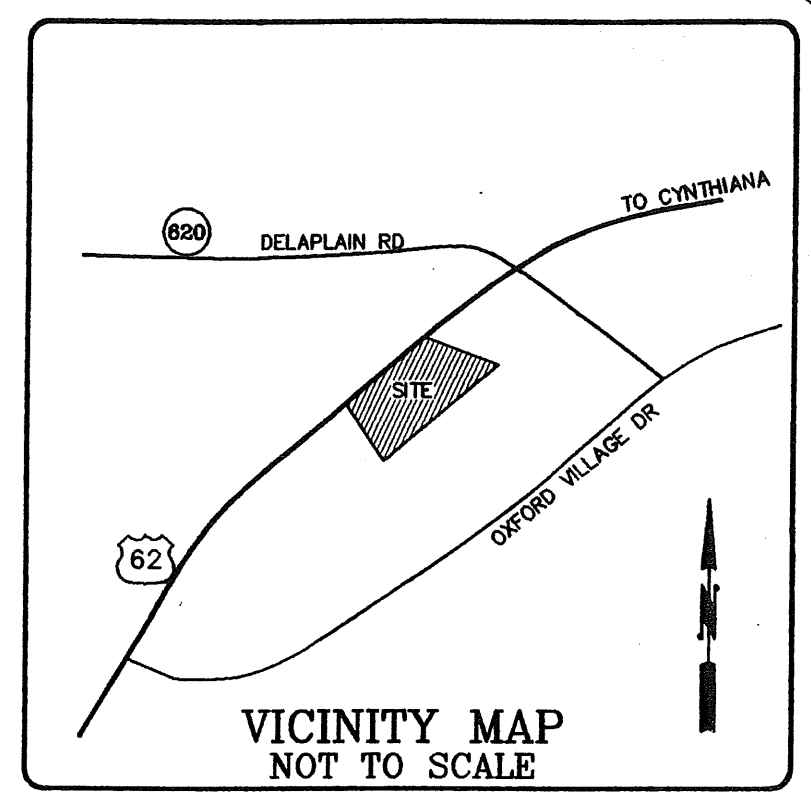 TO CYNTHIANA
620
DELAPLAIN RD
SITE
OXFORD VILLAGE DR
62
N
VICINITY MAP
NOT TO SCALE